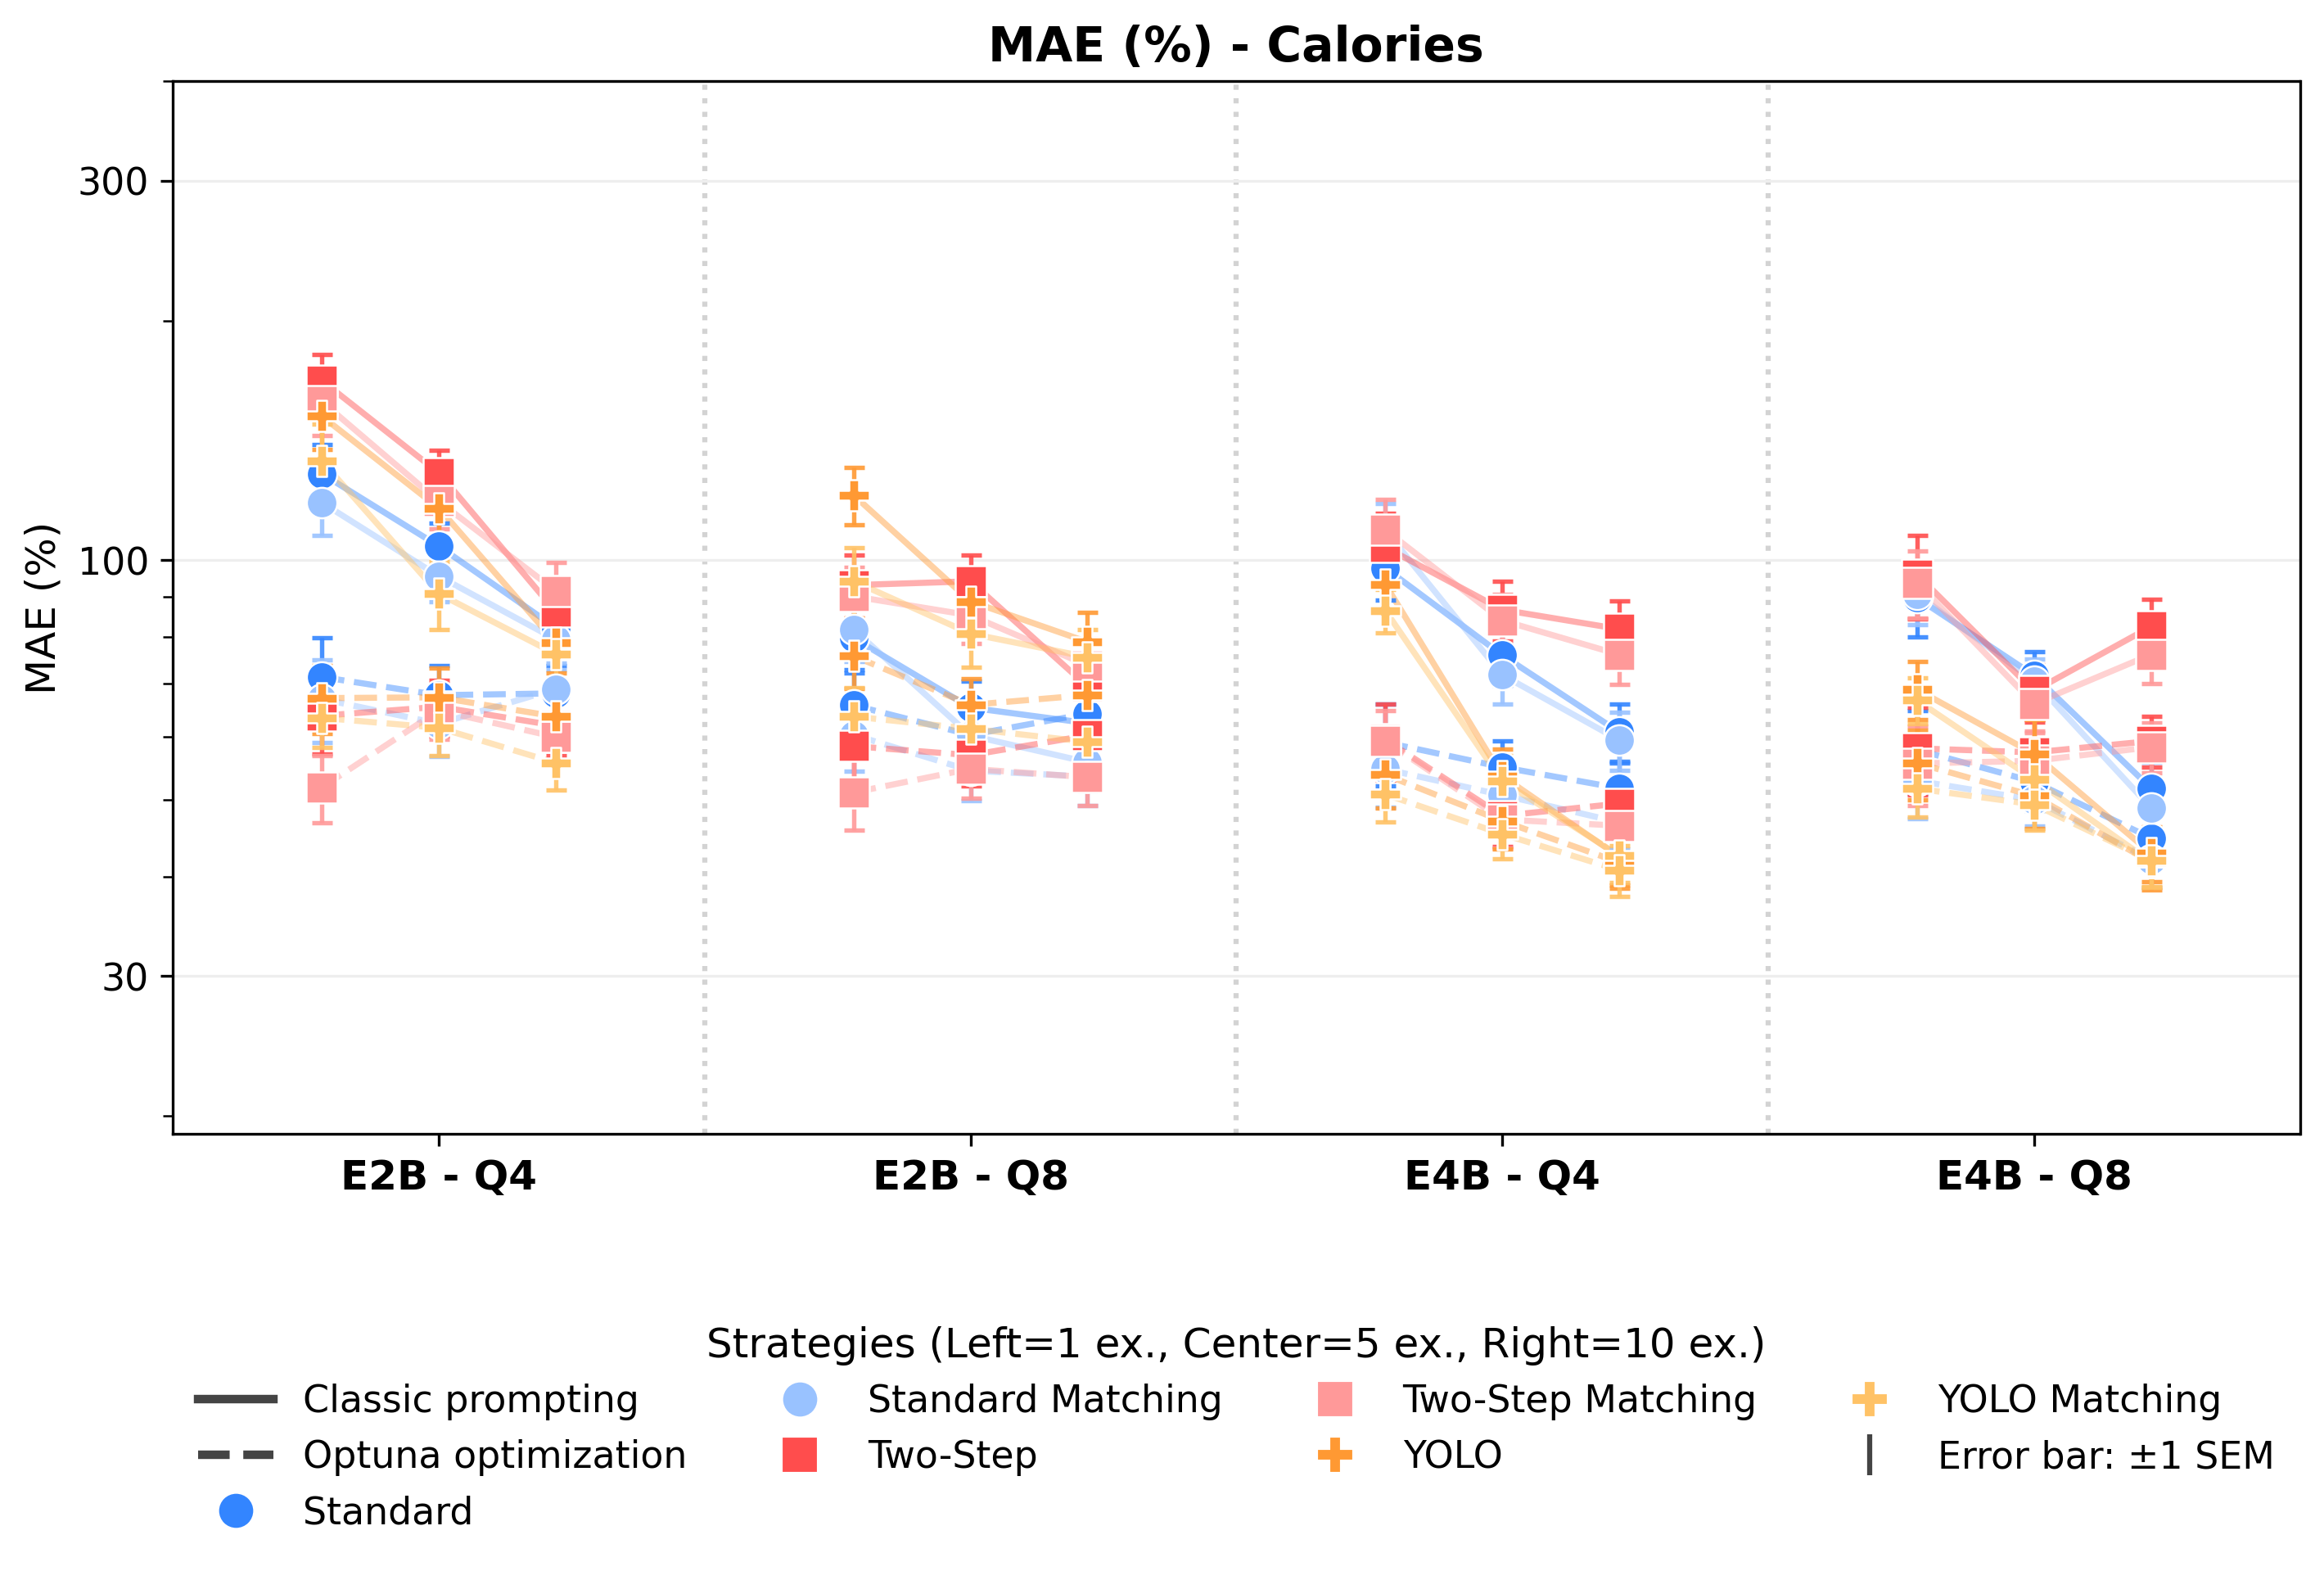 MAE (%) - Calories
MAE (%)
300
100
30
E2B - Q4 E2B - Q8 E4B - Q4 E4B - Q8
Strategies (Left=1 ex., Center=5 ex., Right=10 ex.)
Classic prompting Standard Matching Two-Step Matching YOLO Matching
Optuna optimization Two-Step YOLO Error bar: ±1 SEM
Standard